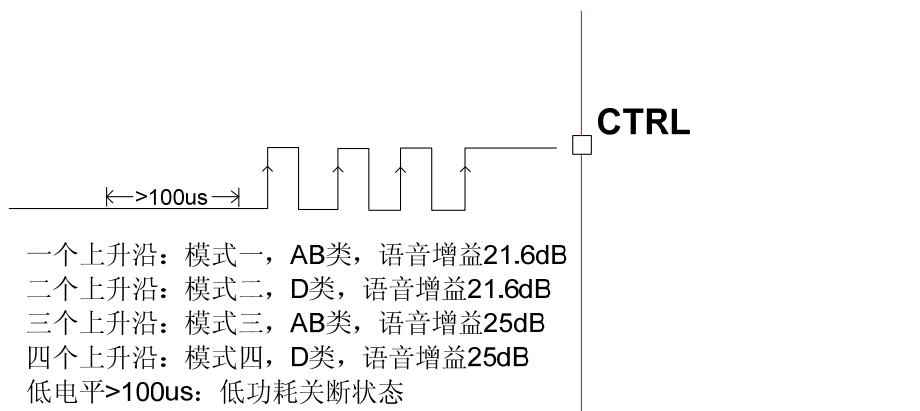 CTRL
>100us
一个上升沿：模式一，AB类，语音增益21.6dB
二个上升沿：模式二，D类，语音增益21.6dB
三个上升沿：模式三，AB类，语音增益25dB
四个上升沿：模式四，D类，语音增益25dB
低电平>100us：低功耗关断状态